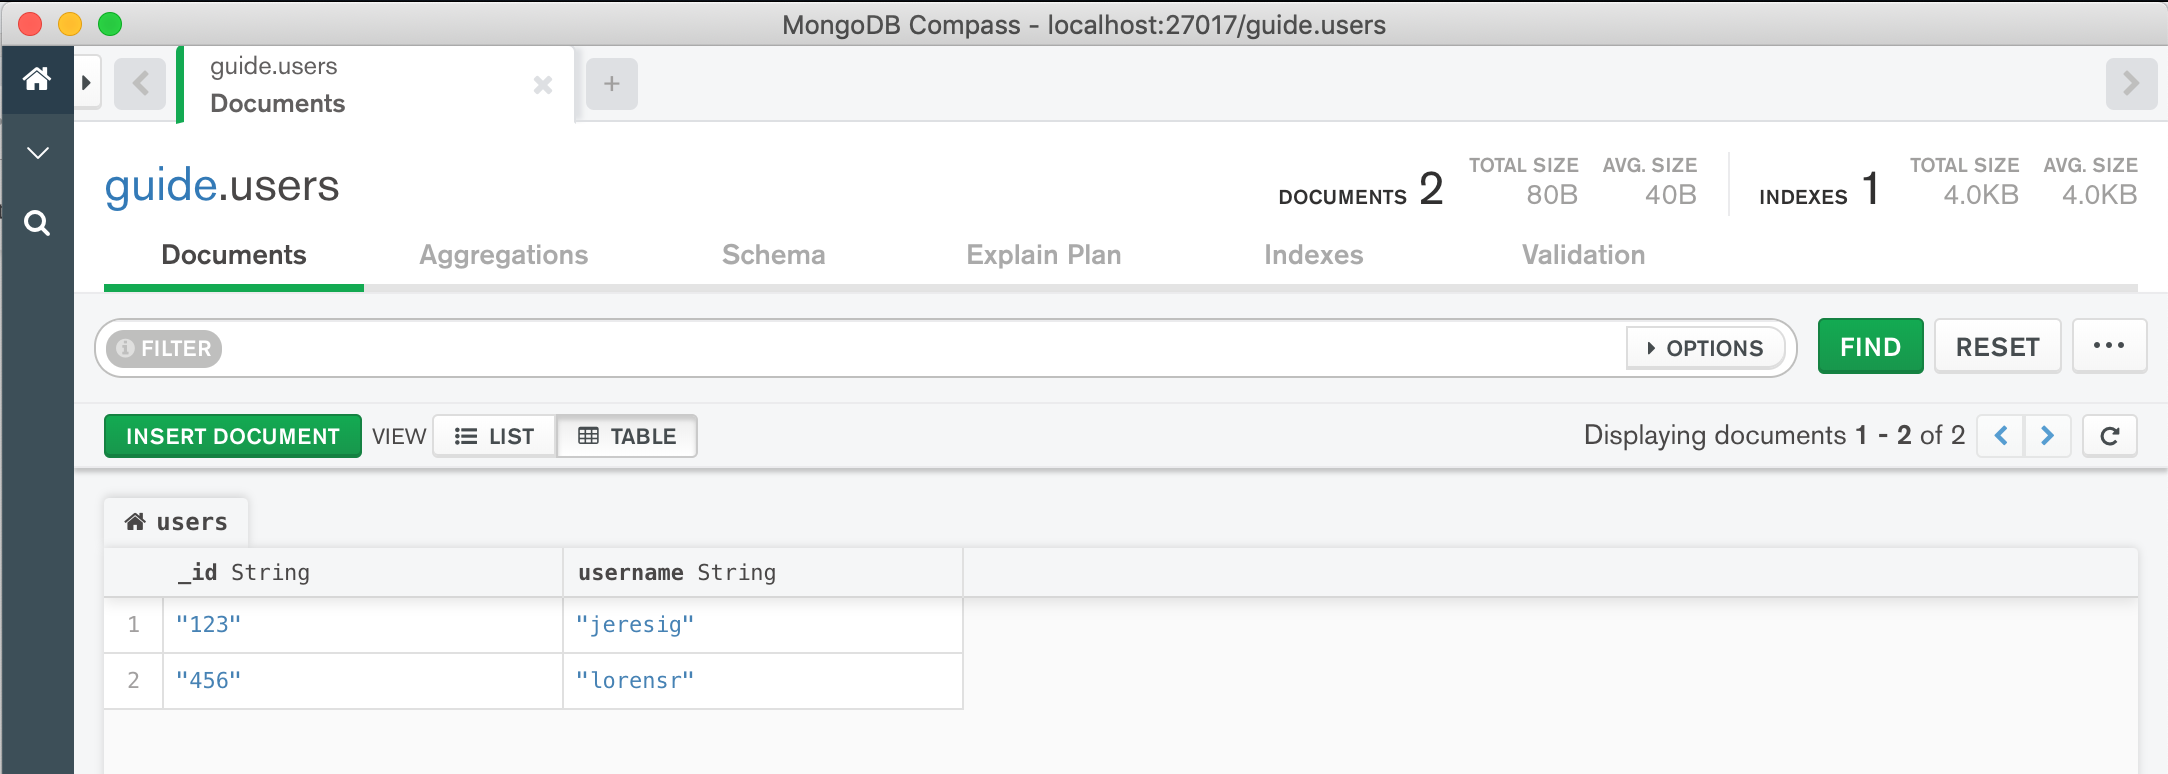 MongoDB Compass - localhost:27017/guide.users
guide.users
Documents
+
guide.users
DOCUMENTS 2
TOTAL SIZE 80B
AVG. SIZE 40B
INDEXES 1
TOTAL SIZE 4.0KB
AVG. SIZE 4.0KB
Documents Aggregations Schema Explain Plan Indexes Validation
FILTER OPTIONS FIND RESET ...
INSERT DOCUMENT VIEW LIST TABLE Displaying documents 1 - 2 of 2
users
_id String username String
1 "123" "jeresig"
2 "456" "lorensr"